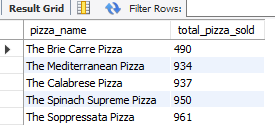 Result Grid Filter Rows:
pizza_name total_pizza_sold
The Brie Carre Pizza 490
The Mediterranean Pizza 934
The Calabrese Pizza 937
The Spinach Supreme Pizza 950
The Soppressata Pizza 961